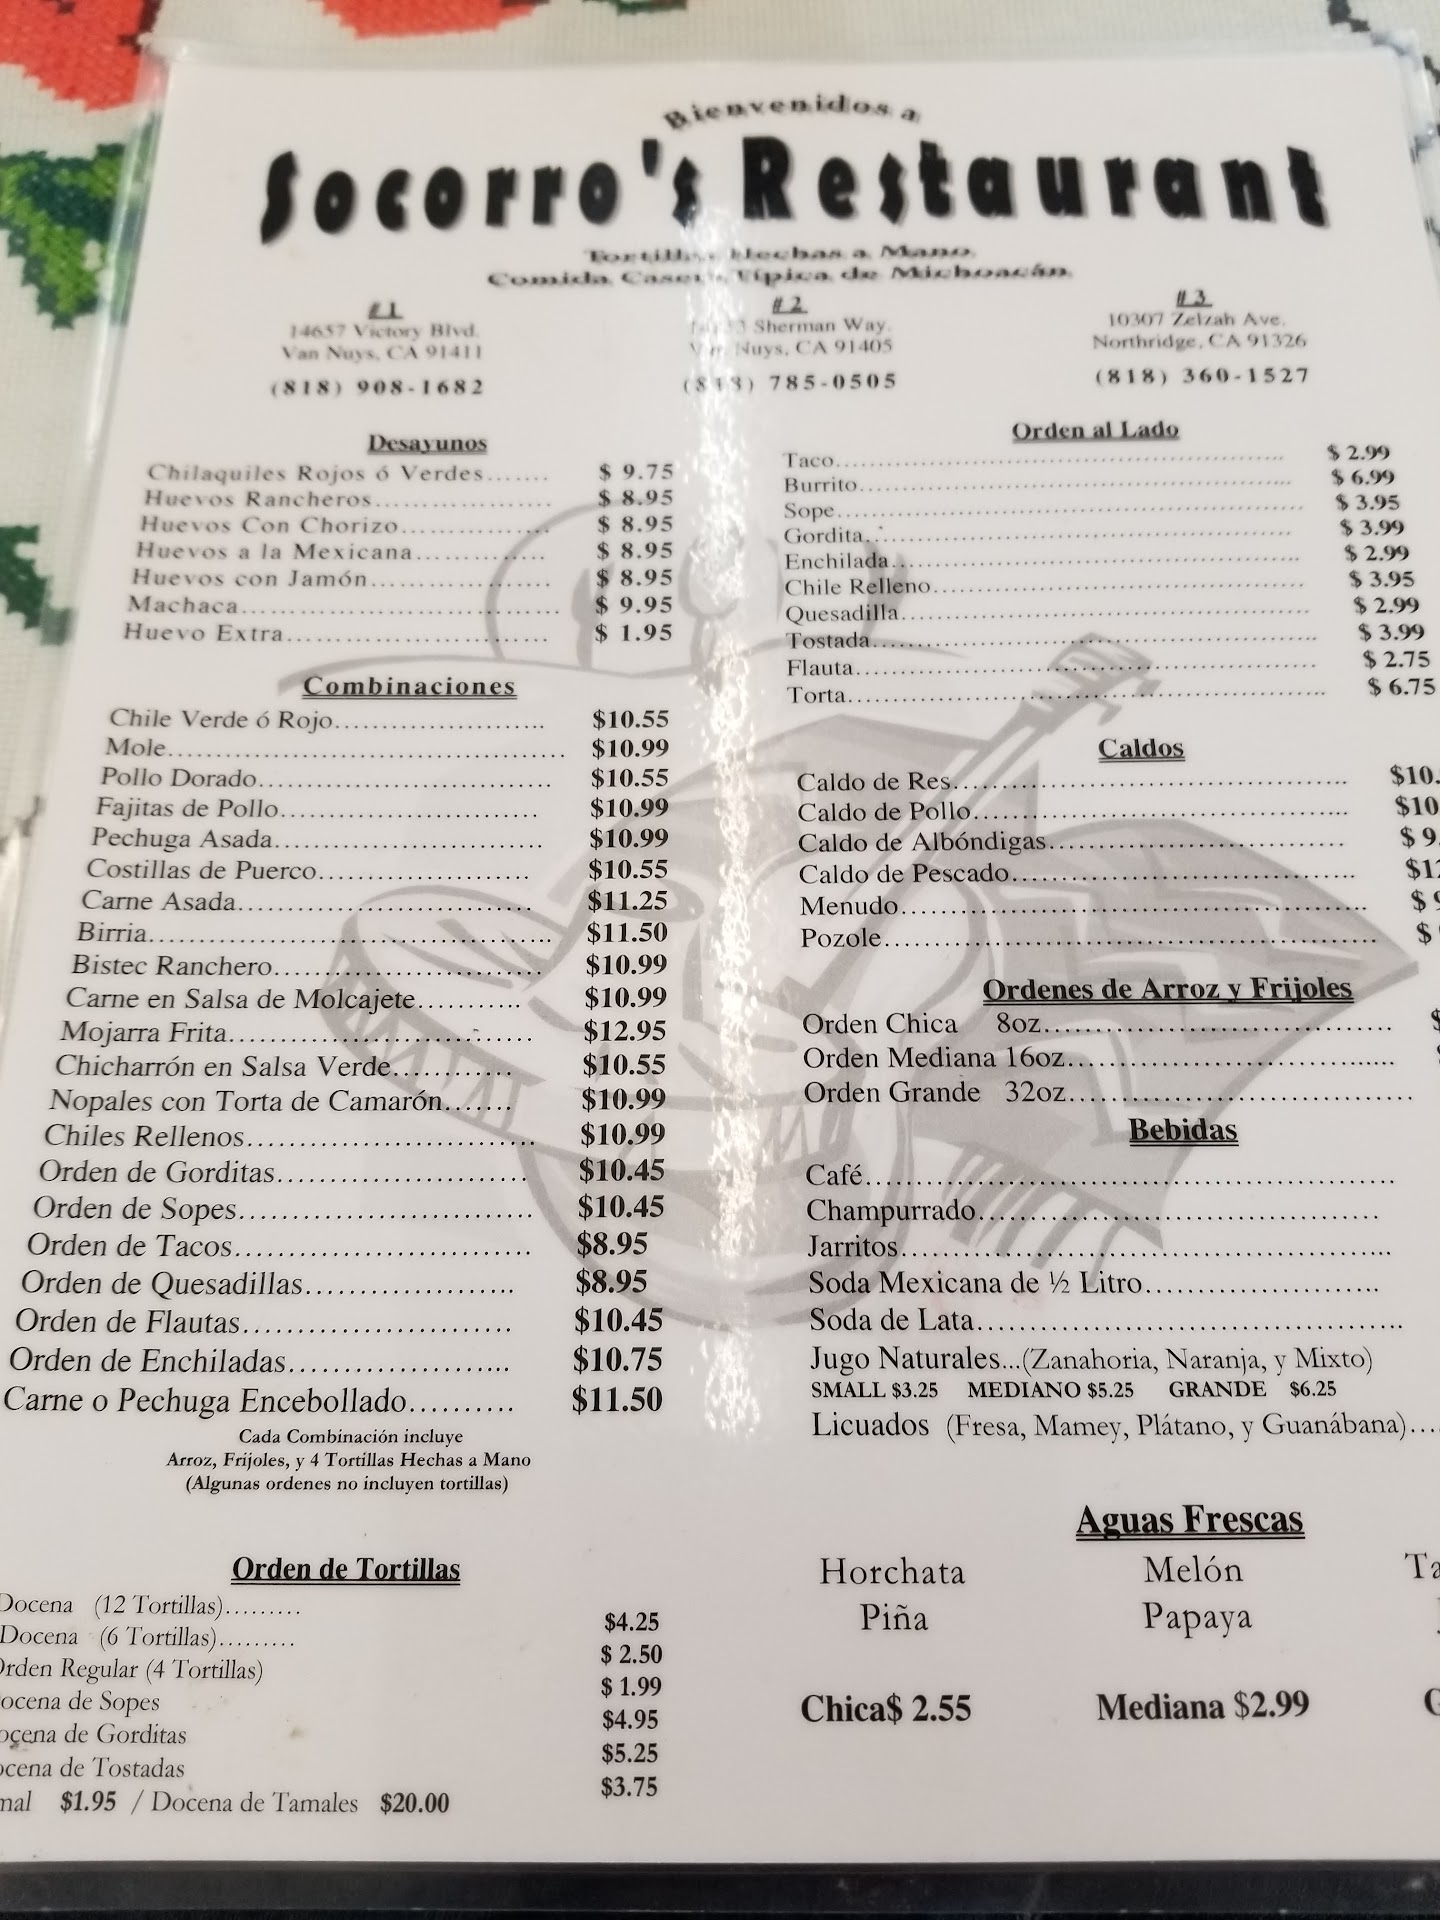 Bienvenidos a
Socorro's Restaurant
Tortillas Hechas a Mano
Comida Casera Típica de Michoacán
#1
14657 Victory Blvd.
Van Nuys, CA 91411
(818) 908-1682
#2
Sherman Way.
Van Nuys, CA 91405
(818) 785-0505
#3
10307 Zelzah Ave.
Northridge, CA 91326
(818) 360-1527
Desayunos
Chilaquiles Rojos ó Verdes....... $ 9.75
Huevos Rancheros.................. $ 8.95
Huevos Con Chorizo............... $ 8.95
Huevos a la Mexicana............. $ 8.95
Huevos con Jamón.................. $ 8.95
Machaca................................ $ 9.95
Huevo Extra.......................... $ 1.95
Combinaciones
Chile Verde ó Rojo...................... $10.55
Mole......................................... $10.99
Pollo Dorado.............................. $10.55
Fajitas de Pollo........................... $10.99
Pechuga Asada............................ $10.99
Costillas de Puerco...................... $10.55
Carne Asada............................... $11.25
Birria......................................... $11.50
Bistec Ranchero........................... $10.99
Carne en Salsa de Molcajete........... $10.99
Mojarra Frita............................... $12.95
Chicharrón en Salsa Verde............ $10.55
Nopales con Torta de Camarón....... $10.99
Chiles Rellenos............................ $10.99
Orden de Gorditas........................ $10.45
Orden de Sopes............................ $10.45
Orden de Tacos............................ $8.95
Orden de Quesadillas.................... $8.95
Orden de Flautas.......................... $10.45
Orden de Enchiladas..................... $10.75
Carne o Pechuga Encebollado.......... $11.50
Cada Combinación incluye
Arroz, Frijoles, y 4 Tortillas Hechas a Mano
(Algunas ordenes no incluyen tortillas)
Orden de Tortillas
Docena (12 Tortillas)......... $4.25
Docena (6 Tortillas)......... $ 2.50
Orden Regular (4 Tortillas) $ 1.99
ocena de Sopes $4.95
ocena de Gorditas $5.25
ocena de Tostadas $3.75
mal $1.95 / Docena de Tamales $20.00
Orden al Lado
Taco.................................................. $ 2.99
Burrito............................................... $ 6.99
Sope.................................................. $ 3.95
Gordita............................................... $ 3.99
Enchilada............................................ $ 2.99
Chile Relleno....................................... $ 3.95
Quesadilla........................................... $ 2.99
Tostada............................................... $ 3.99
Flauta................................................ $ 2.75
Torta.................................................. $ 6.75
Caldos
Caldo de Res........................................ $10.
Caldo de Pollo...................................... $10
Caldo de Albóndigas.............................. $ 9.
Caldo de Pescado.................................. $12
Menudo.............................................. $ 9
Pozole................................................ $
Ordenes de Arroz y Frijoles
Orden Chica 8oz.................................... $
Orden Mediana 16oz..................................
Orden Grande 32oz....................................
Bebidas
Café......................................................
Champurrado..........................................
Jarritos...................................................
Soda Mexicana de ½ Litro.........................
Soda de Lata............................................
Jugo Naturales...(Zanahoria, Naranja, y Mixto)
SMALL $3.25 MEDIANO $5.25 GRANDE $6.25
Licuados (Fresa, Mamey, Plátano, y Guanábana)....
Aguas Frescas
Horchata Melón Ta
Piña Papaya
Chica$ 2.55 Mediana $2.99 G